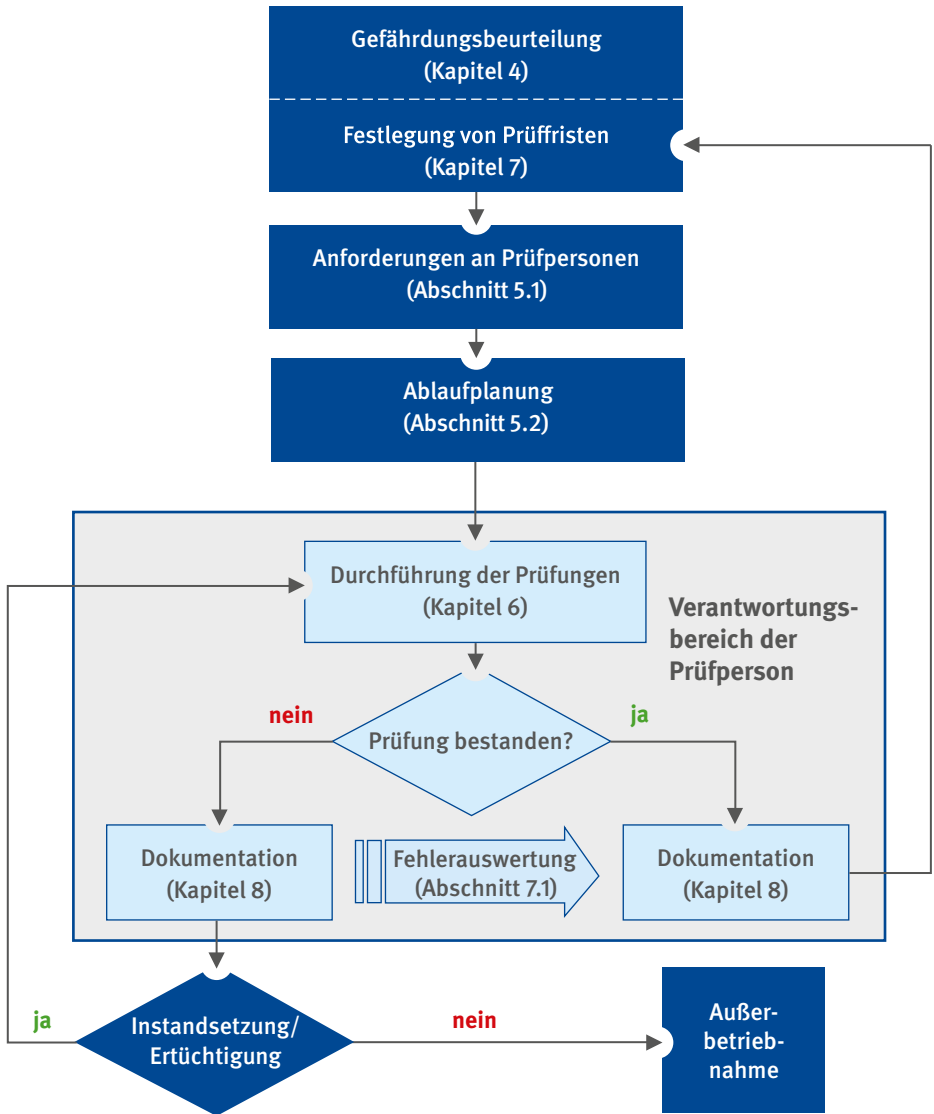 Gefährdungsbeurteilung
(Kapitel 4)
Festlegung von Prüffristen
(Kapitel 7)
Anforderungen an Prüfpersonen
(Abschnitt 5.1)
Ablaufplanung
(Abschnitt 5.2)
Durchführung der Prüfungen
(Kapitel 6)
Verantwortungs-
bereich der
Prüfperson
nein
ja
Prüfung bestanden?
Dokumentation
(Kapitel 8)
Fehlerauswertung
(Abschnitt 7.1)
Dokumentation
(Kapitel 8)
ja
Instandsetzung/
Ertüchtigung
nein
Außer-
betrieb-
nahme